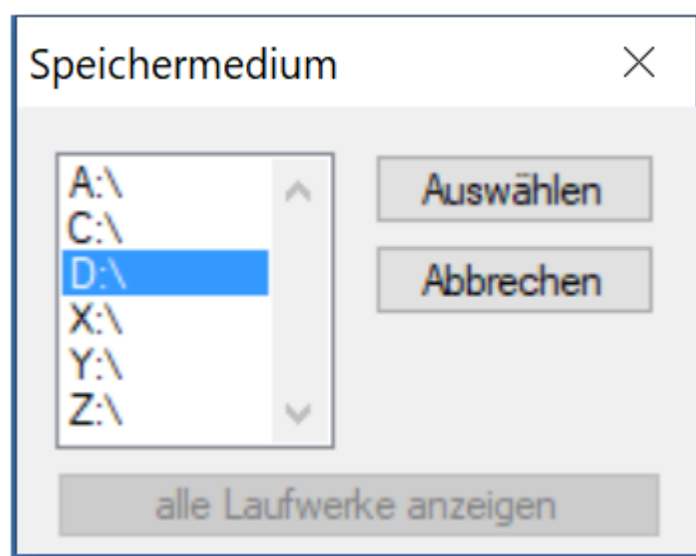 Speichermedium
A:\
C:\
D:\
X:\
Y:\
Z:\
Auswählen
Abbrechen
alle Laufwerke anzeigen